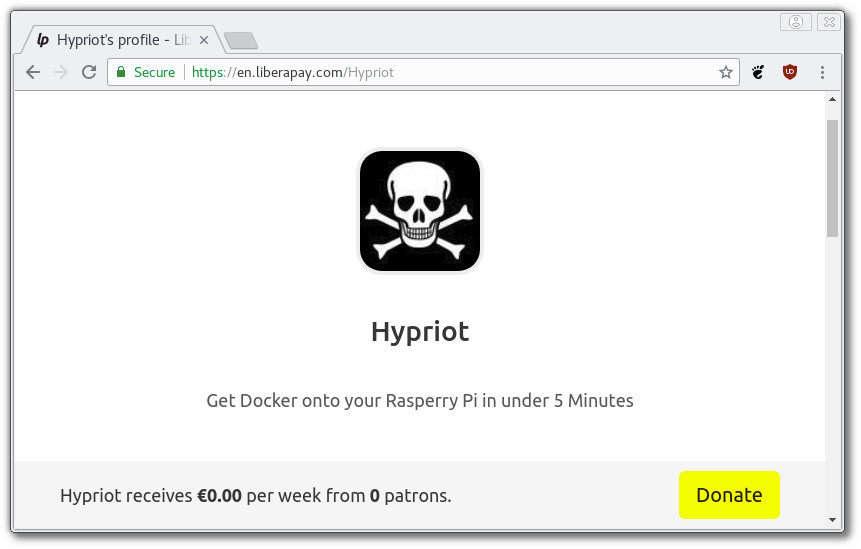 lp Hypriot's profile - Lib
Secure https://en.liberapay.com/Hypriot
Hypriot
Get Docker onto your Rasperry Pi in under 5 Minutes
Hypriot receives €0.00 per week from 0 patrons.
Donate